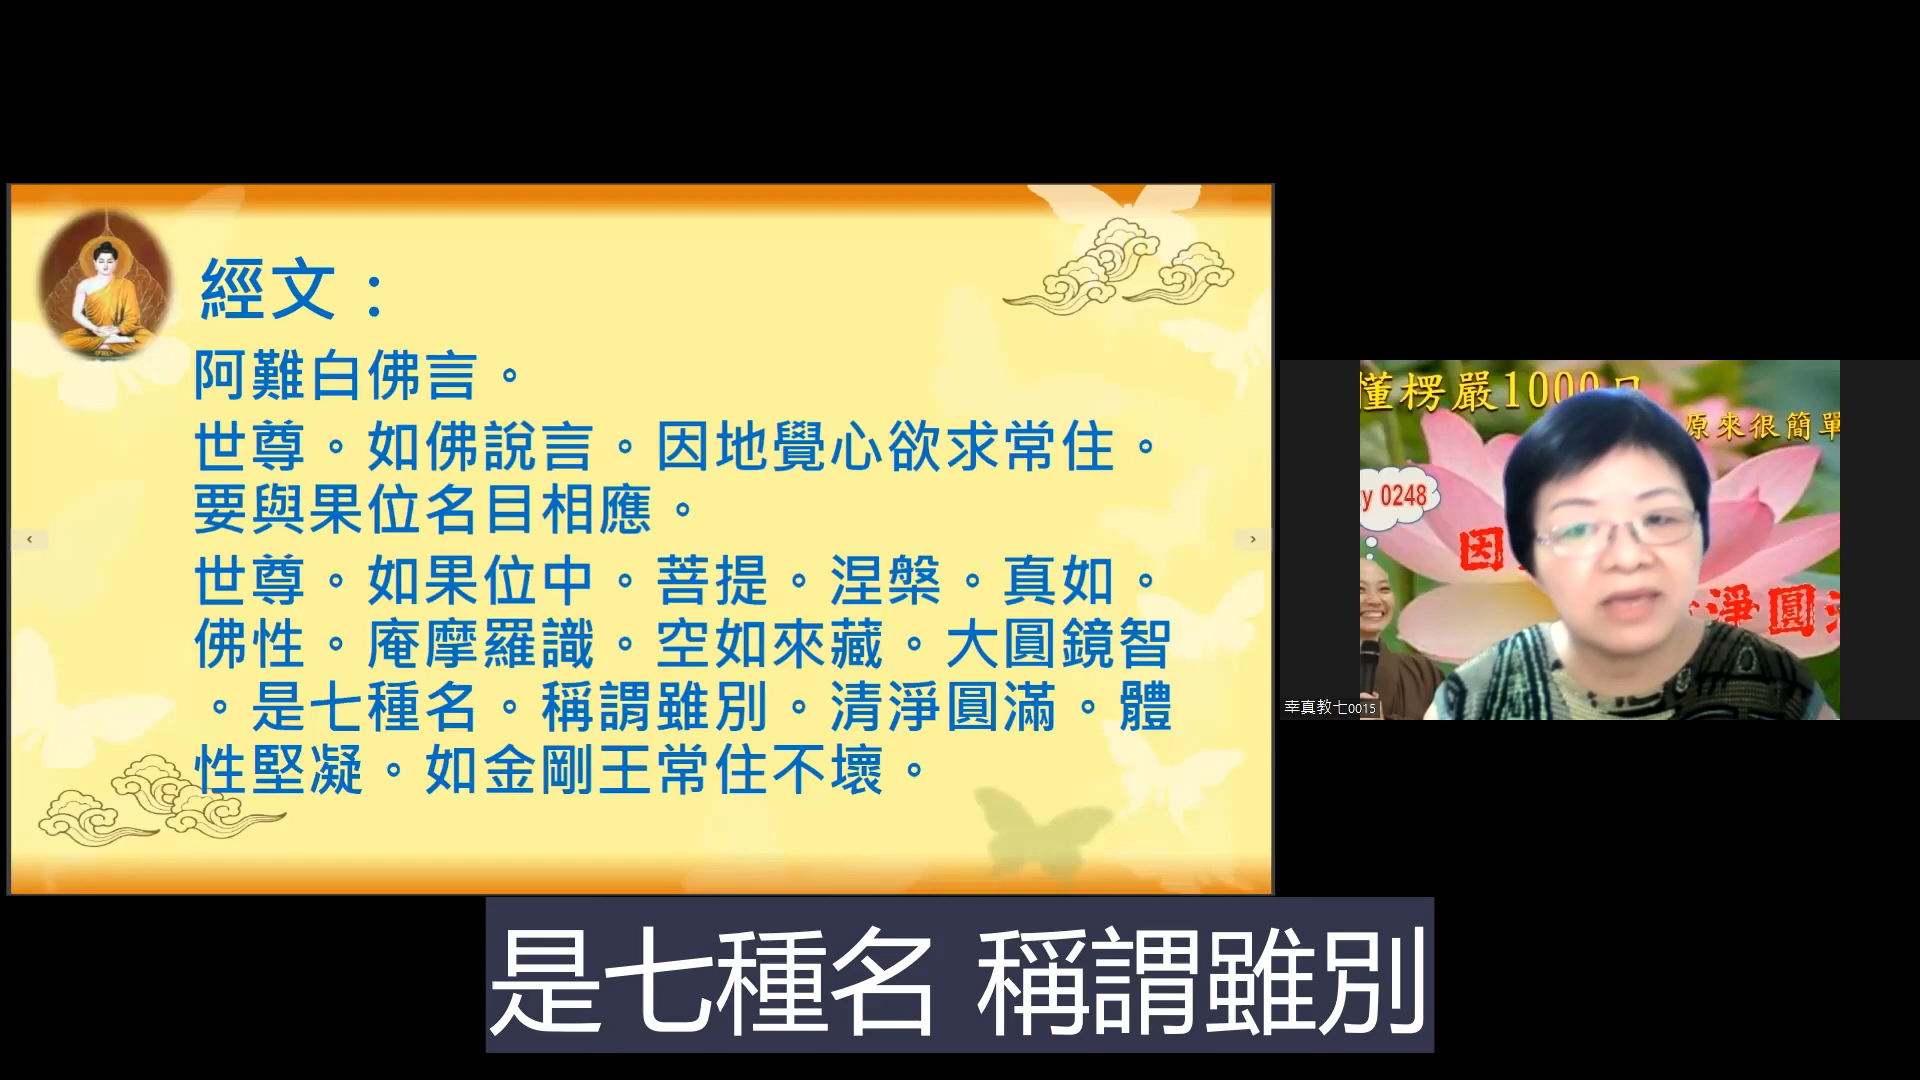 經文：
阿難白佛言。
世尊。如佛說言。因地覺心欲求常住。
要與果位名目相應。
世尊。如果位中。菩提。涅槃。真如。
佛性。庵摩羅識。空如來藏。大圓鏡智
。是七種名。稱謂雖別。清淨圓滿。體
性堅凝。如金剛王常住不壞。
懂楞嚴1000
原來很簡單
y 0248
因
淨圓
幸真教七0015
是七種名 稱謂雖別